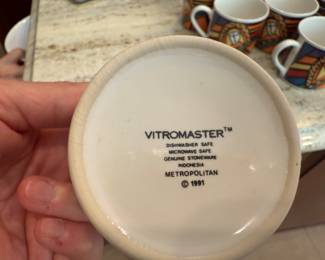 VITROMASTER™
DISHWASHER SAFE
MICROWAVE SAFE
GENUINE STONEWARE
INDONESIA
METROPOLITAN
© 1991